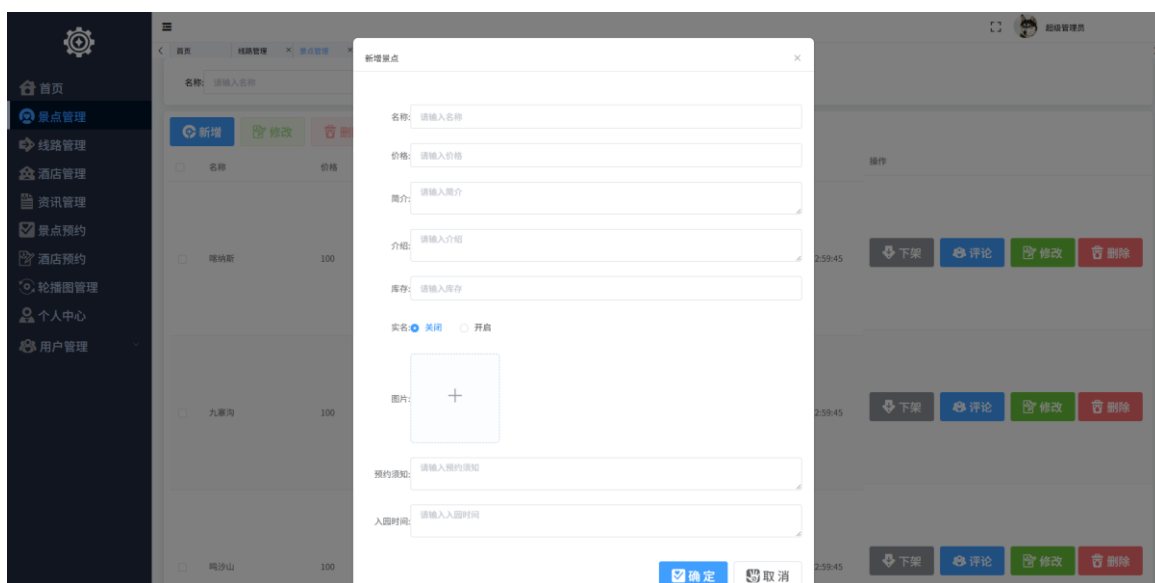 超级管理员
首页 线路管理 × 景点管理 ×
首页
景点管理
线路管理
酒店管理
资讯管理
景点预约
酒店预约
轮播图管理
个人中心
用户管理
名称: 请输入名称
新增 修改 删
名称 价格 操作
喀纳斯 100 2:59:45 下架 评论 修改 删除
九寨沟 100 2:59:45 下架 评论 修改 删除
鸣沙山 100 2:59:45 下架 评论 修改 删除
新增景点 ×
名称: 请输入名称
价格: 请输入价格
简介: 请输入简介
介绍: 请输入介绍
库存: 请输入库存
实名: 关闭 开启
图片:
预约须知: 请输入预约须知
入园时间: 请输入入园时间
确定 取消